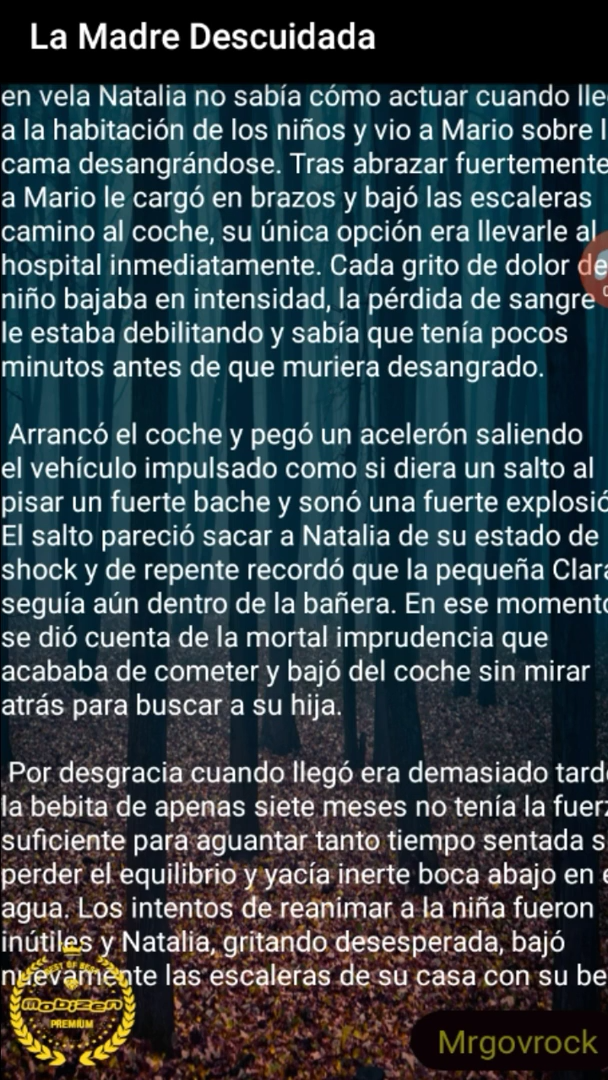 La Madre Descuidada
en vela Natalia no sabía cómo actuar cuando lle
a la habitación de los niños y vio a Mario sobre l
cama desangrándose. Tras abrazar fuertemente
a Mario le cargó en brazos y bajó las escaleras
camino al coche, su única opción era llevarle al
hospital inmediatamente. Cada grito de dolor de
niño bajaba en intensidad, la pérdida de sangre
le estaba debilitando y sabía que tenía pocos
minutos antes de que muriera desangrado.
Arrancó el coche y pegó un acelerón saliendo
el vehículo impulsado como si diera un salto al
pisar un fuerte bache y sonó una fuerte explosió
El salto pareció sacar a Natalia de su estado de
shock y de repente recordó que la pequeña Clara
seguía aún dentro de la bañera. En ese momento
se dió cuenta de la mortal imprudencia que
acababa de cometer y bajó del coche sin mirar
atrás para buscar a su hija.
Por desgracia cuando llegó era demasiado tard
la bebita de apenas siete meses no tenía la fuer
suficiente para aguantar tanto tiempo sentada s
perder el equilibrio y yacía inerte boca abajo en e
agua. Los intentos de reanimar a la niña fueron
inútiles y Natalia, gritando desesperada, bajó
nuevamente las escaleras de su casa con su be
BEST OF BEST
Mobizen
PREMIUM
Mrgovrock